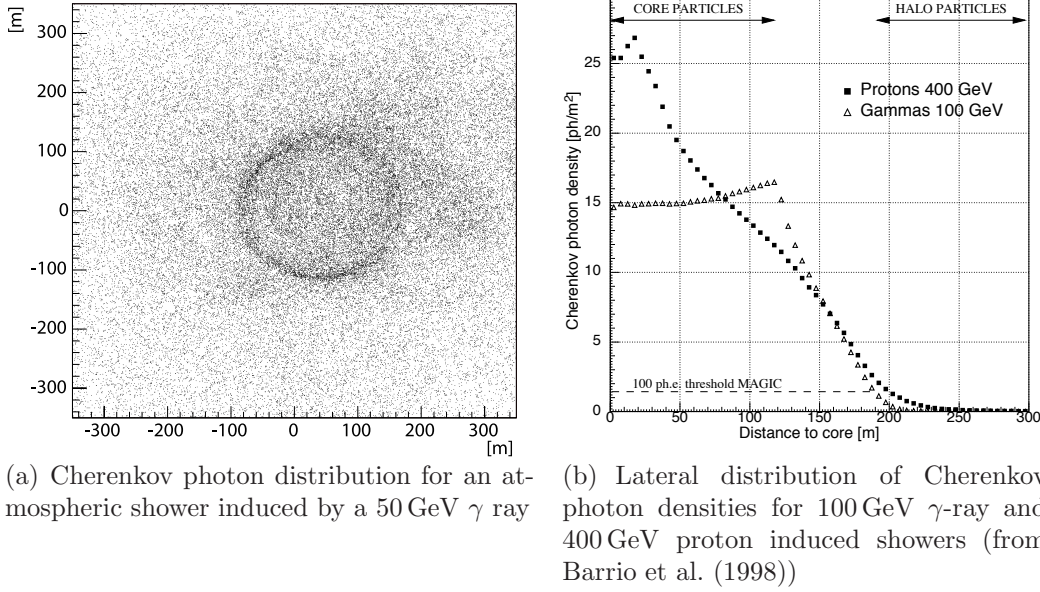 [m]
300
200
100
0
-100
-200
-300
-300 -200 -100 0 100 200 300
[m]
(a) Cherenkov photon distribution for an at-
mospheric shower induced by a 50 GeV γ ray
CORE PARTICLES HALO PARTICLES
25
20
15
10
5
0
Cherenkov photon density [ph/m²]
Protons 400 GeV
Gammas 100 GeV
100 ph.e. threshold MAGIC
0 50 100 150 200 250 300
Distance to core [m]
(b) Lateral distribution of Cherenkov
photon densities for 100 GeV γ-ray and
400 GeV proton induced showers (from
Barrio et al. (1998))